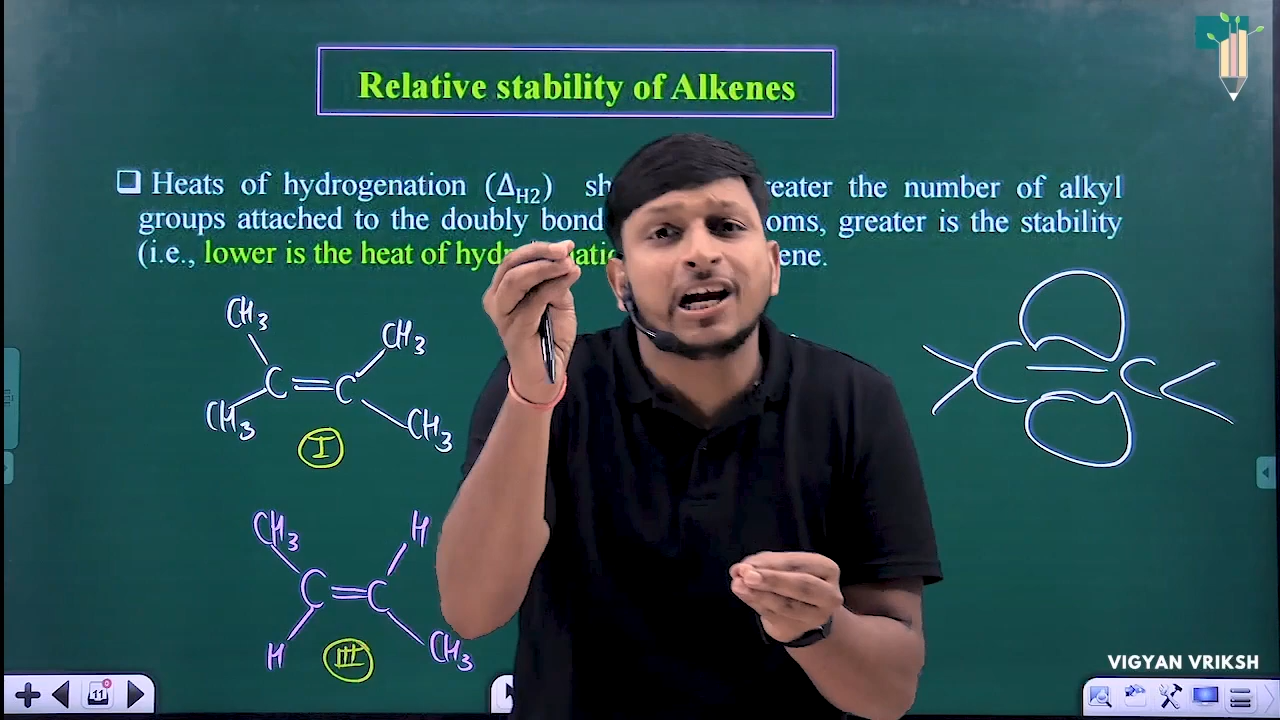 Relative stability of Alkenes
Heats of hydrogenation (ΔH2) sh reater the number of alkyl
groups attached to the doubly bond oms, greater is the stability
(i.e., lower is the heat of hyd ene.
CH3
CH3
C=C
CH3
CH3
I
CH3
H
C=C
H
CH3
III
C=C
VIGYAN VRIKSH
11
0